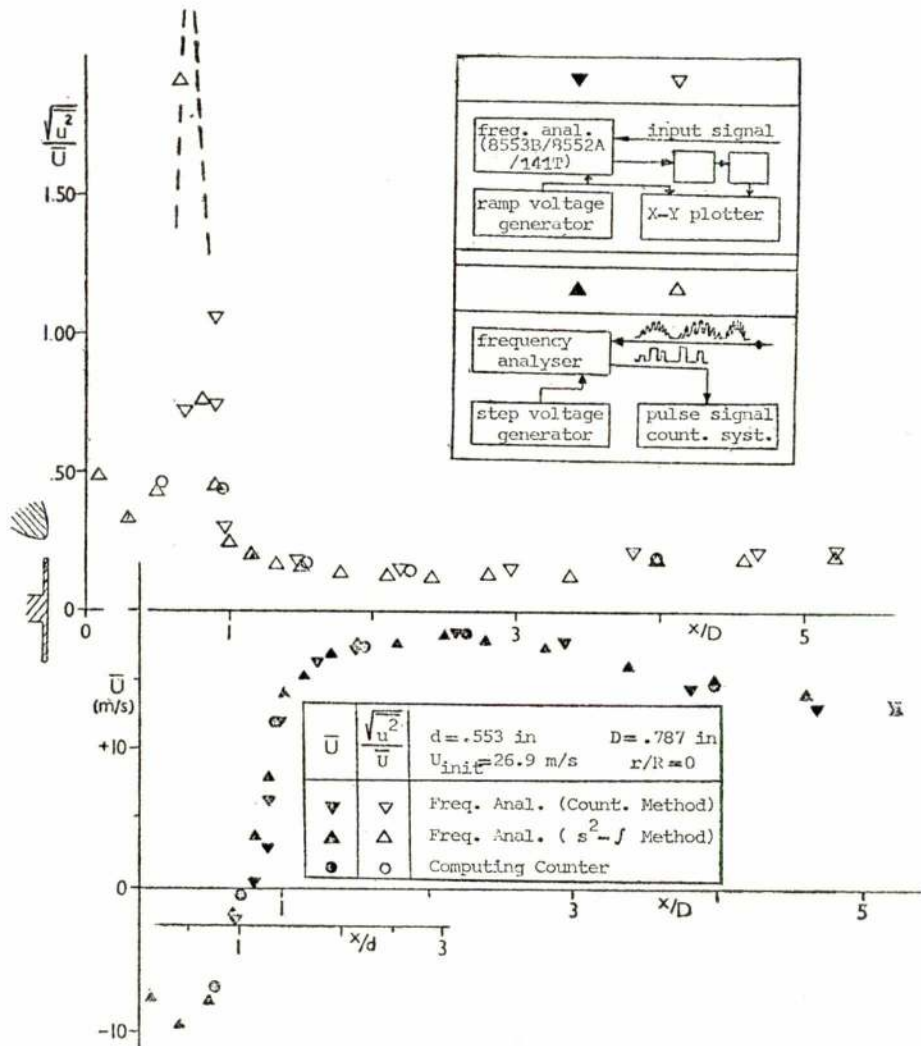 √u²
Ū
1.50
1.00
.50
0
0
1
3
x/D
5
freq. anal.
(8553B/8552A
/141T)
input signal
ramp voltage
generator
X-Y plotter
frequency
analyser
step voltage
generator
pulse signal
count. syst.
Ū
(m/s)
+10
0
-10
Ū
√u²
Ū
d=.553 in D=.787 in
U_init=26.9 m/s r/R=0
Freq. Anal. (Count. Method)
Freq. Anal. ( s²-∫ Method)
Computing Counter
1
3
x/D
5
1
x/d
3